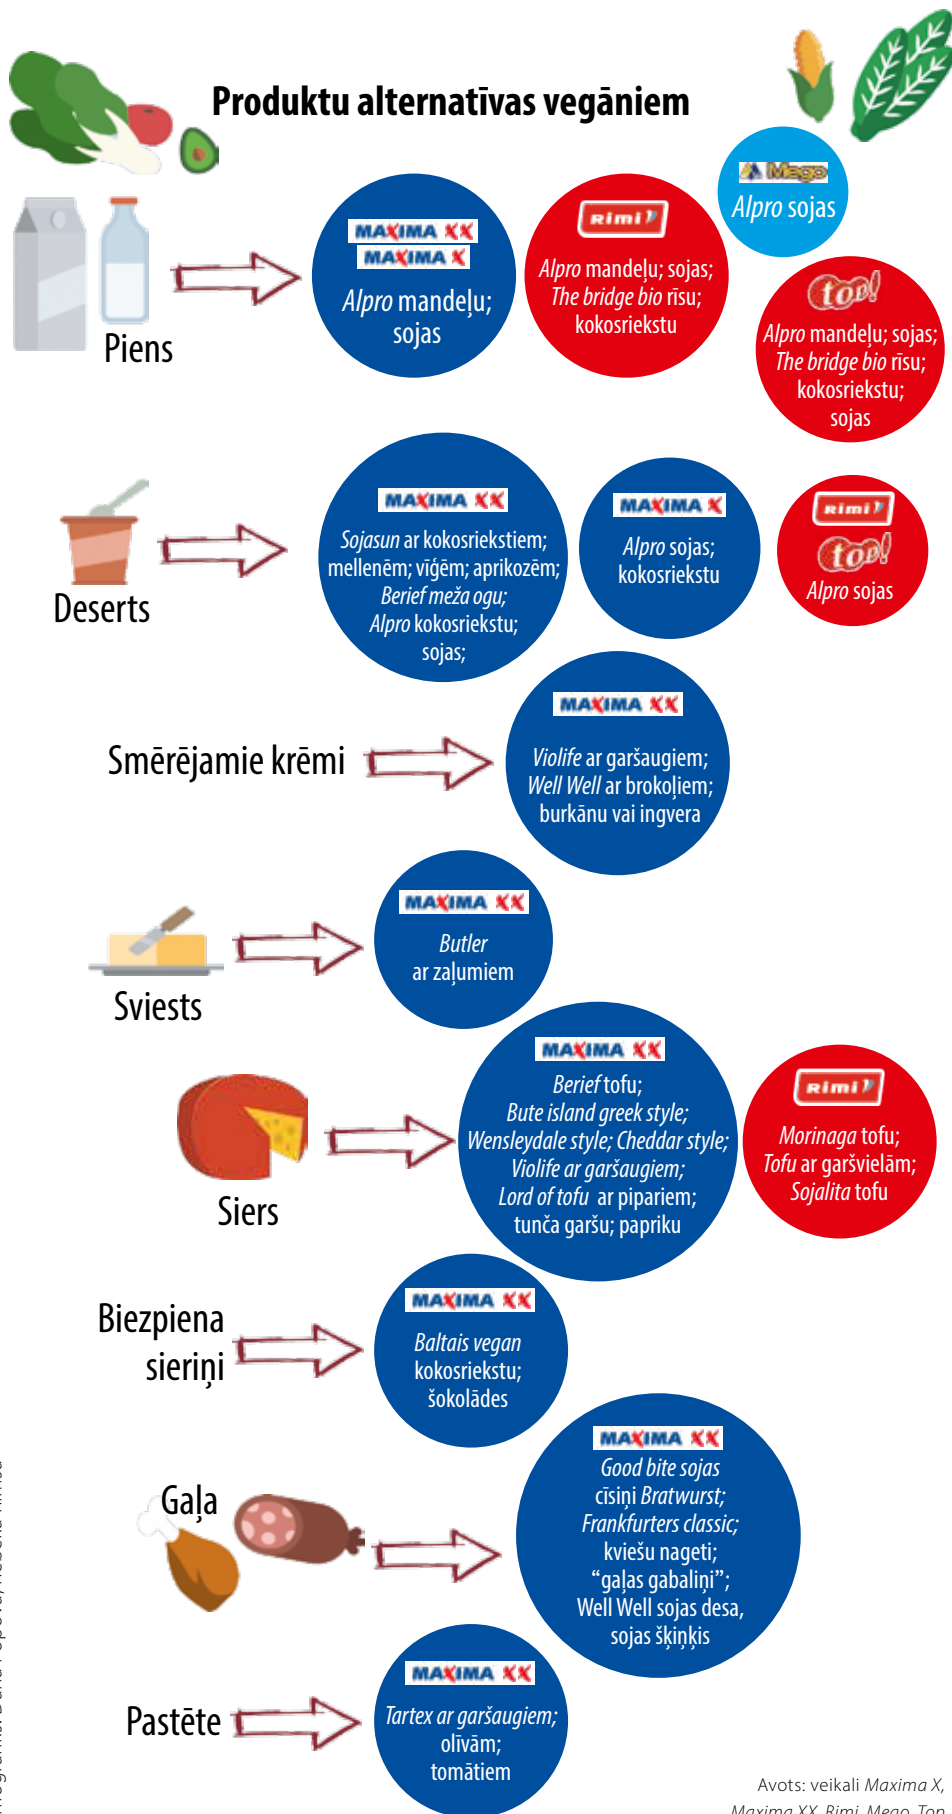 Produktu alternatīvas vegāniem
Piens
MAXIMA XX
MAXIMA X
Alpro mandeļu;
sojas
Rimi
Alpro mandeļu; sojas;
The bridge bio rīsu;
kokosriekstu
Mego
Alpro sojas
top!
Alpro mandeļu; sojas;
The bridge bio rīsu;
kokosriekstu;
sojas
Deserts
MAXIMA XX
Sojasun ar kokosriekstiem;
mellenēm; vīģēm; aprikozēm;
Berief meža ogu;
Alpro kokosriekstu;
sojas;
MAXIMA X
Alpro sojas;
kokosriekstu
Rimi
top!
Alpro sojas
Smērējamie krēmi
MAXIMA XX
Violife ar garšaugiem;
Well Well ar brokoļiem;
burkānu vai ingvera
Sviests
MAXIMA XX
Butler
ar zaļumiem
Siers
MAXIMA XX
Berief tofu;
Bute island greek style;
Wensleydale style; Cheddar style;
Violife ar garšaugiem;
Lord of tofu ar pipariem;
tunča garšu; papriku
Rimi
Morinaga tofu;
Tofu ar garšvielām;
Sojalita tofu
Biezpiena
sieriņi
MAXIMA XX
Baltais vegan
kokosriekstu;
šokolādes
Gaļa
MAXIMA XX
Good bite sojas
cīsiņi Bratwurst;
Frankfurters classic;
kviešu nageti;
“gaļas gabaliņi”;
Well Well sojas desa,
sojas šķiņķis
Pastēte
MAXIMA XX
Tartex ar garšaugiem;
olīvām;
tomātiem
Avots: veikali Maxima X,
Maxima XX, Rimi, Mego, Top